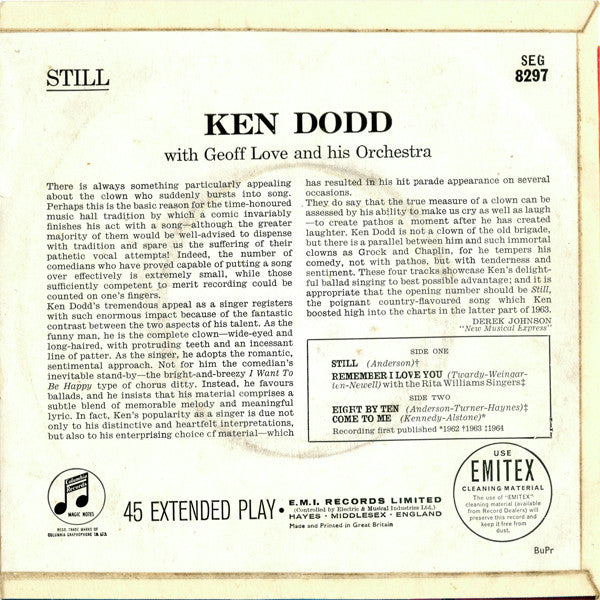 STILL
SEG
8297
KEN DODD
with Geoff Love and his Orchestra
There is always something particularly appealing
about the clown who suddenly bursts into song.
Perhaps this is the basic reason for the time-honoured
music hall tradition by which a comic invariably
finishes his act with a song—although the greater
majority of them would be well-advised to dispense
with tradition and spare us the suffering of their
pathetic vocal attempts! Indeed, the number of
comedians who have proved capable of putting a song
over effectively is extremely small, while those
sufficiently competent to merit recording could be
counted on one's fingers.
Ken Dodd's tremendous appeal as a singer registers
with such enormous impact because of the fantastic
contrast between the two aspects of his talent. As the
funny man, he is the complete clown—wide-eyed and
long-haired, with protruding teeth and an incessant
line of patter. As the singer, he adopts the romantic,
sentimental approach. Not for him the comedian's
inevitable stand-by—the bright-and-breezy I Want To
Be Happy type of chorus ditty. Instead, he favours
ballads, and he insists that his material comprises a
subtle blend of memorable melody and meaningful
lyric. In fact, Ken's popularity as a singer is due not
only to his distinctive and heartfelt interpretations,
but also to his enterprising choice of material—which
has resulted in his hit parade appearance on several
occasions.
They do say that the true measure of a clown can be
assessed by his ability to make us cry as well as laugh
—to create pathos a moment after he has created
laughter. Ken Dodd is not a clown of the old brigade,
but there is a parallel between him and such immortal
clowns as Grock and Chaplin, for he tempers his
comedy, not with pathos, but with tenderness and
sentiment. These four tracks showcase Ken's delight-
ful ballad singing to best possible advantage; and it is
appropriate that the opening number should be Still,
the poignant country-flavoured song which Ken
boosted high into the charts in the latter part of 1963.
DEREK JOHNSON
"New Musical Express"
SIDE ONE
STILL (Anderson)†
REMEMBER I LOVE YOU (Twardy-Weingar-
ten-Newell) with the Rita Williams Singers‡
SIDE TWO
EIGHT BY TEN (Anderson-Turner-Haynes)‡
COME TO ME (Kennedy-Alstone)*
Recording first published *1962 †1963 ‡1964
Columbia
Records
MAGIC NOTES
REGD. TRADE MARKS OF
COLUMBIA GRAPHOPHONE CO. LTD.
45 EXTENDED PLAY • E.M.I. RECORDS LIMITED
(Controlled by Electric & Musical Industries Ltd.)
HAYES • MIDDLESEX • ENGLAND
Made and Printed in Great Britain
USE
EMITEX
CLEANING MATERIAL
The use of "EMITEX"
cleaning material (available
from Record Dealers) will
preserve this record and
keep it free from
dust.
BuPr